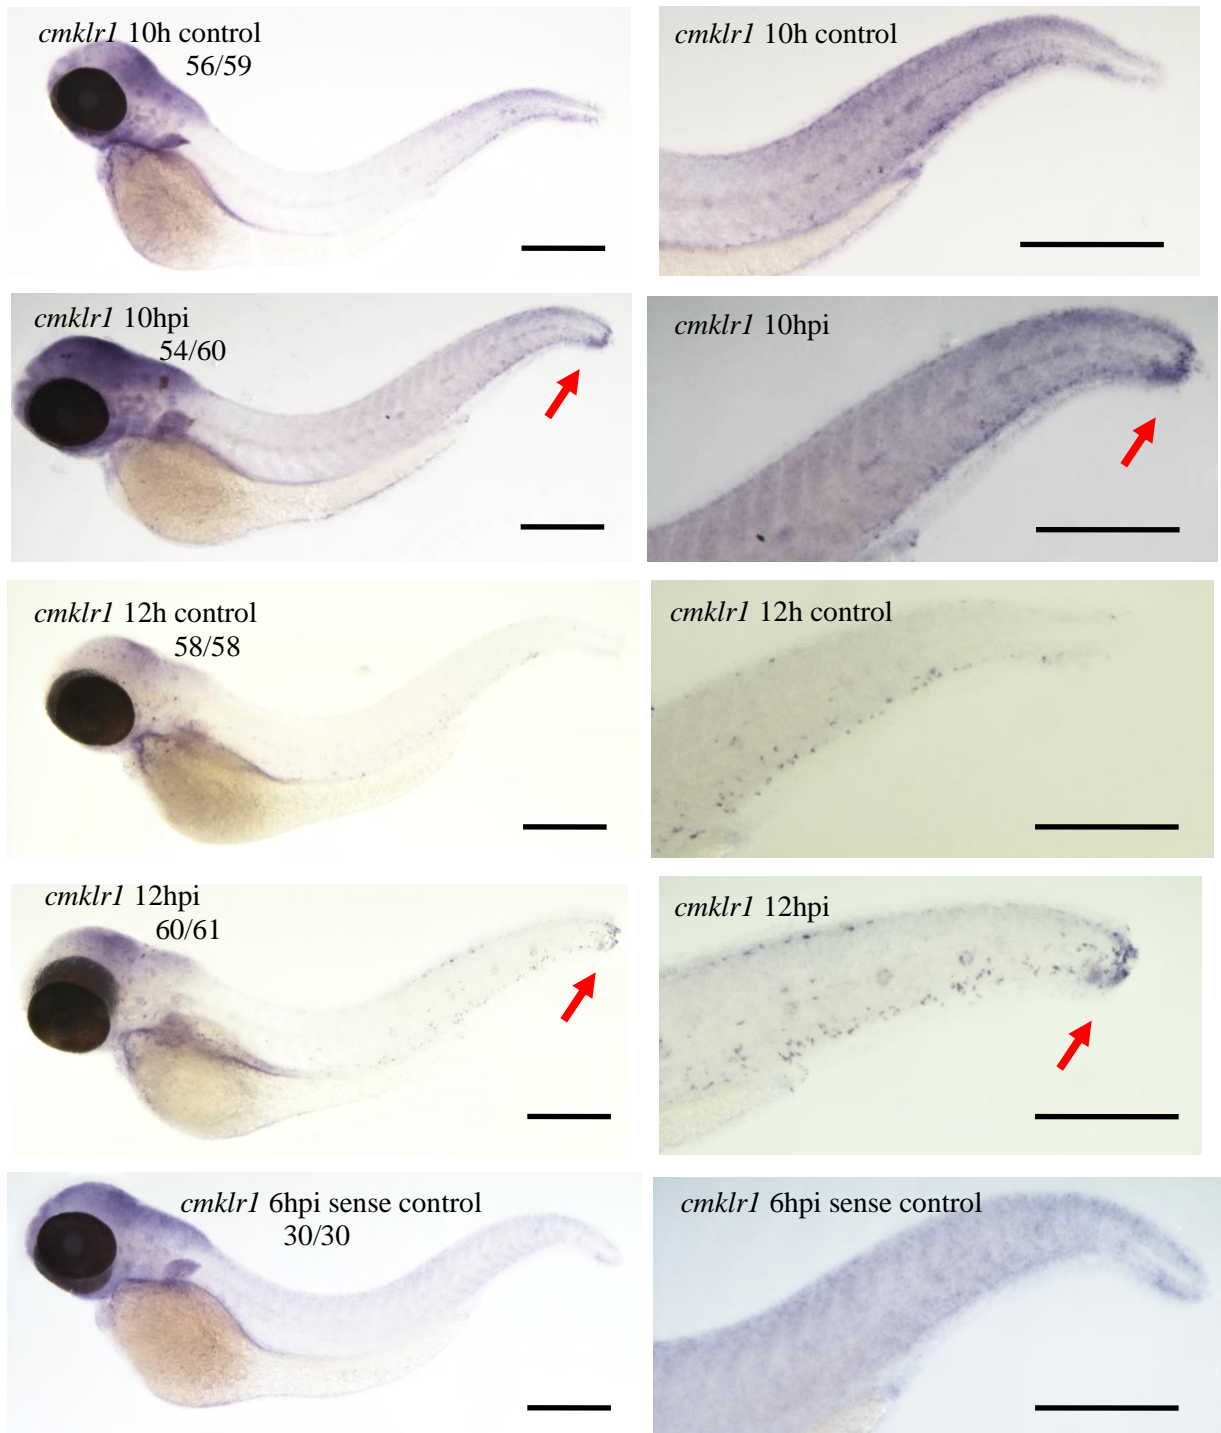 cmklr1 10h control
56/59
cmklr1 10h control
cmklr1 10hpi
54/60
cmklr1 10hpi
cmklr1 12h control
58/58
cmklr1 12h control
cmklr1 12hpi
60/61
cmklr1 12hpi
cmklr1 6hpi sense control
30/30
cmklr1 6hpi sense control